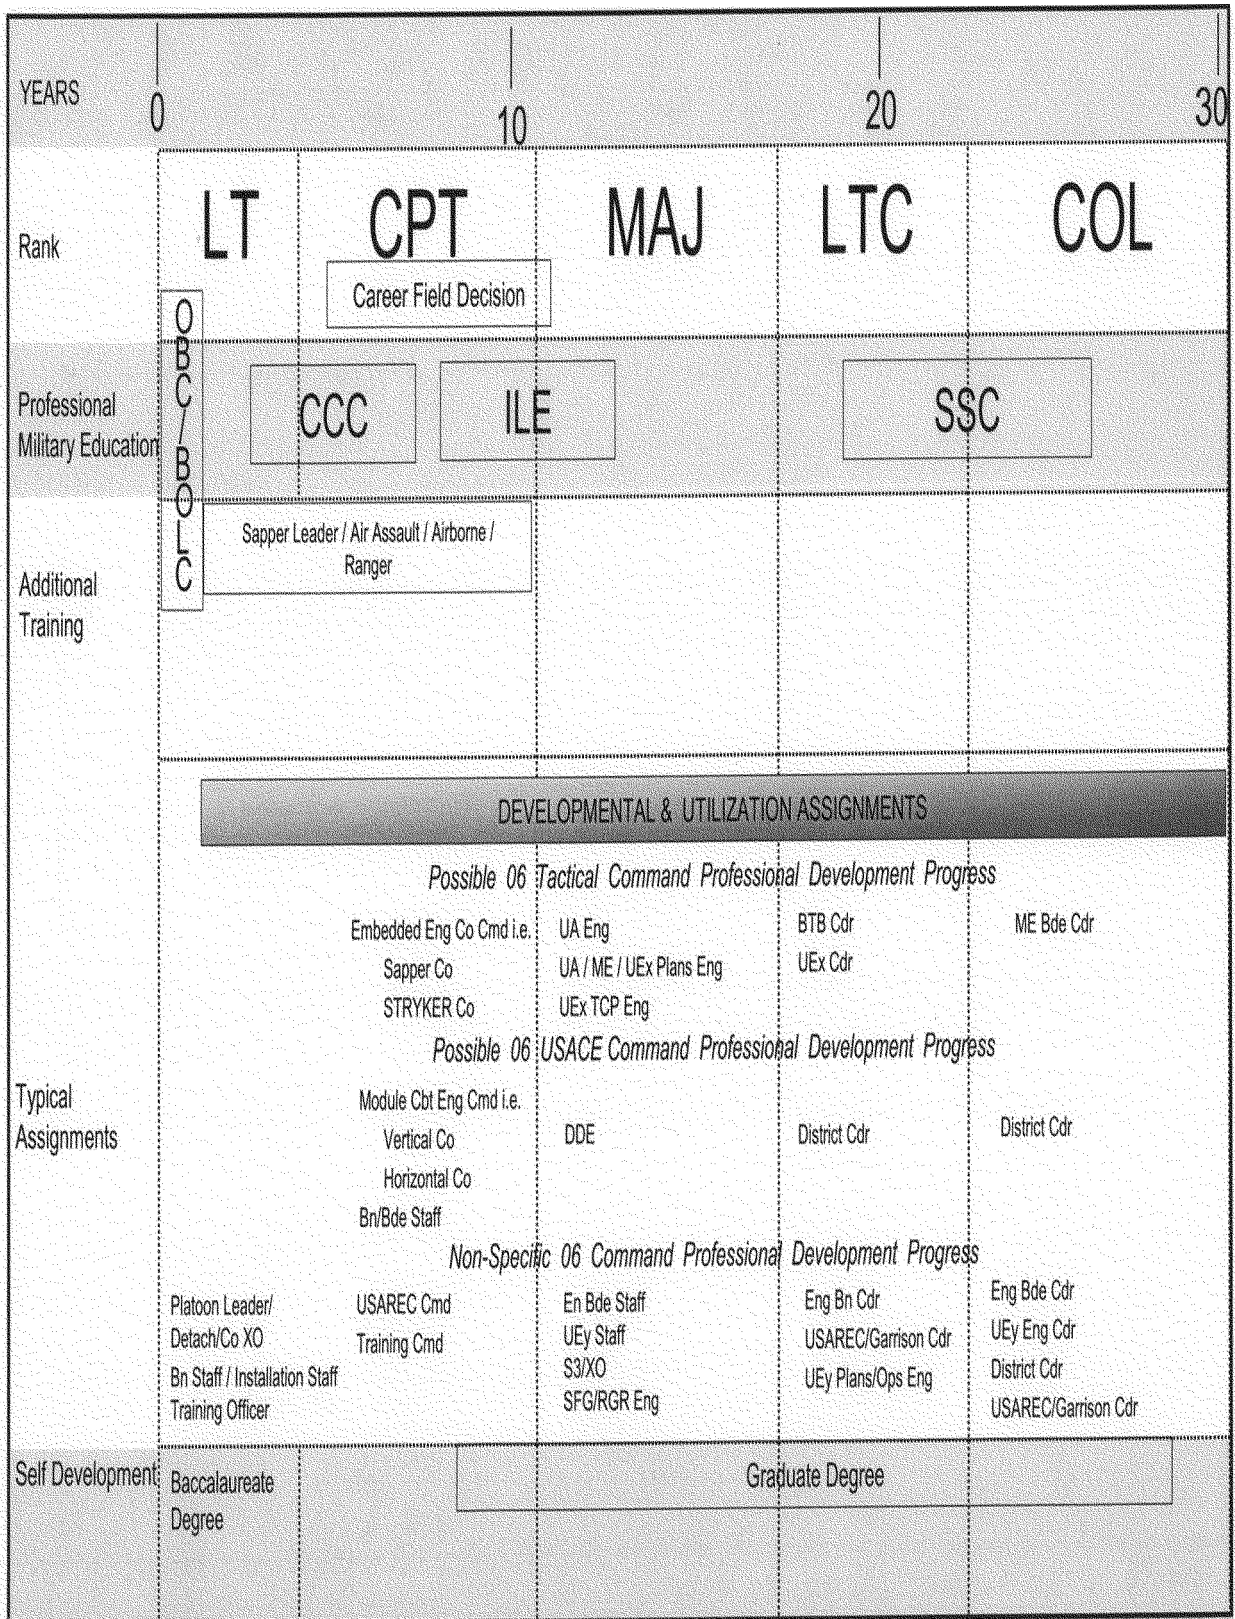 YEARS
0
10
20
30
Rank
LT
CPT
MAJ
LTC
COL
Career Field Decision
OBC/BOLC
Professional
Military Education
CCC
ILE
SSC
Additional
Training
Sapper Leader / Air Assault / Airborne /
Ranger
DEVELOPMENTAL & UTILIZATION ASSIGNMENTS
Typical
Assignments
Possible 06 Tactical Command Professional Development Progress
Embedded Eng Co Cmd i.e.
Sapper Co
STRYKER Co
UA Eng
UA / ME / UEx Plans Eng
UEx TCP Eng
BTB Cdr
UEx Cdr
ME Bde Cdr
Possible 06 USACE Command Professional Development Progress
Module Cbt Eng Cmd i.e.
Vertical Co
Horizontal Co
Bn/Bde Staff
DDE
District Cdr
District Cdr
Non-Specific 06 Command Professional Development Progress
Platoon Leader/
Detach/Co XO
Bn Staff / Installation Staff
Training Officer
USAREC Cmd
Training Cmd
En Bde Staff
UEy Staff
S3/XO
SFG/RGR Eng
Eng Bn Cdr
USAREC/Garrison Cdr
UEy Plans/Ops Eng
Eng Bde Cdr
UEy Eng Cdr
District Cdr
USAREC/Garrison Cdr
Self Development
Baccalaureate
Degree
Graduate Degree